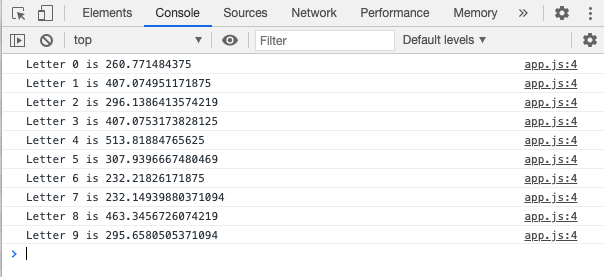 Elements Console Sources Network Performance Memory »
top ▼ Filter Default levels ▼
Letter 0 is 260.771484375 app.js:4
Letter 1 is 407.074951171875 app.js:4
Letter 2 is 296.1386413574219 app.js:4
Letter 3 is 407.0753173828125 app.js:4
Letter 4 is 513.81884765625 app.js:4
Letter 5 is 307.9396667480469 app.js:4
Letter 6 is 232.21826171875 app.js:4
Letter 7 is 232.14939880371094 app.js:4
Letter 8 is 463.3456726074219 app.js:4
Letter 9 is 295.6580505371094 app.js:4
>